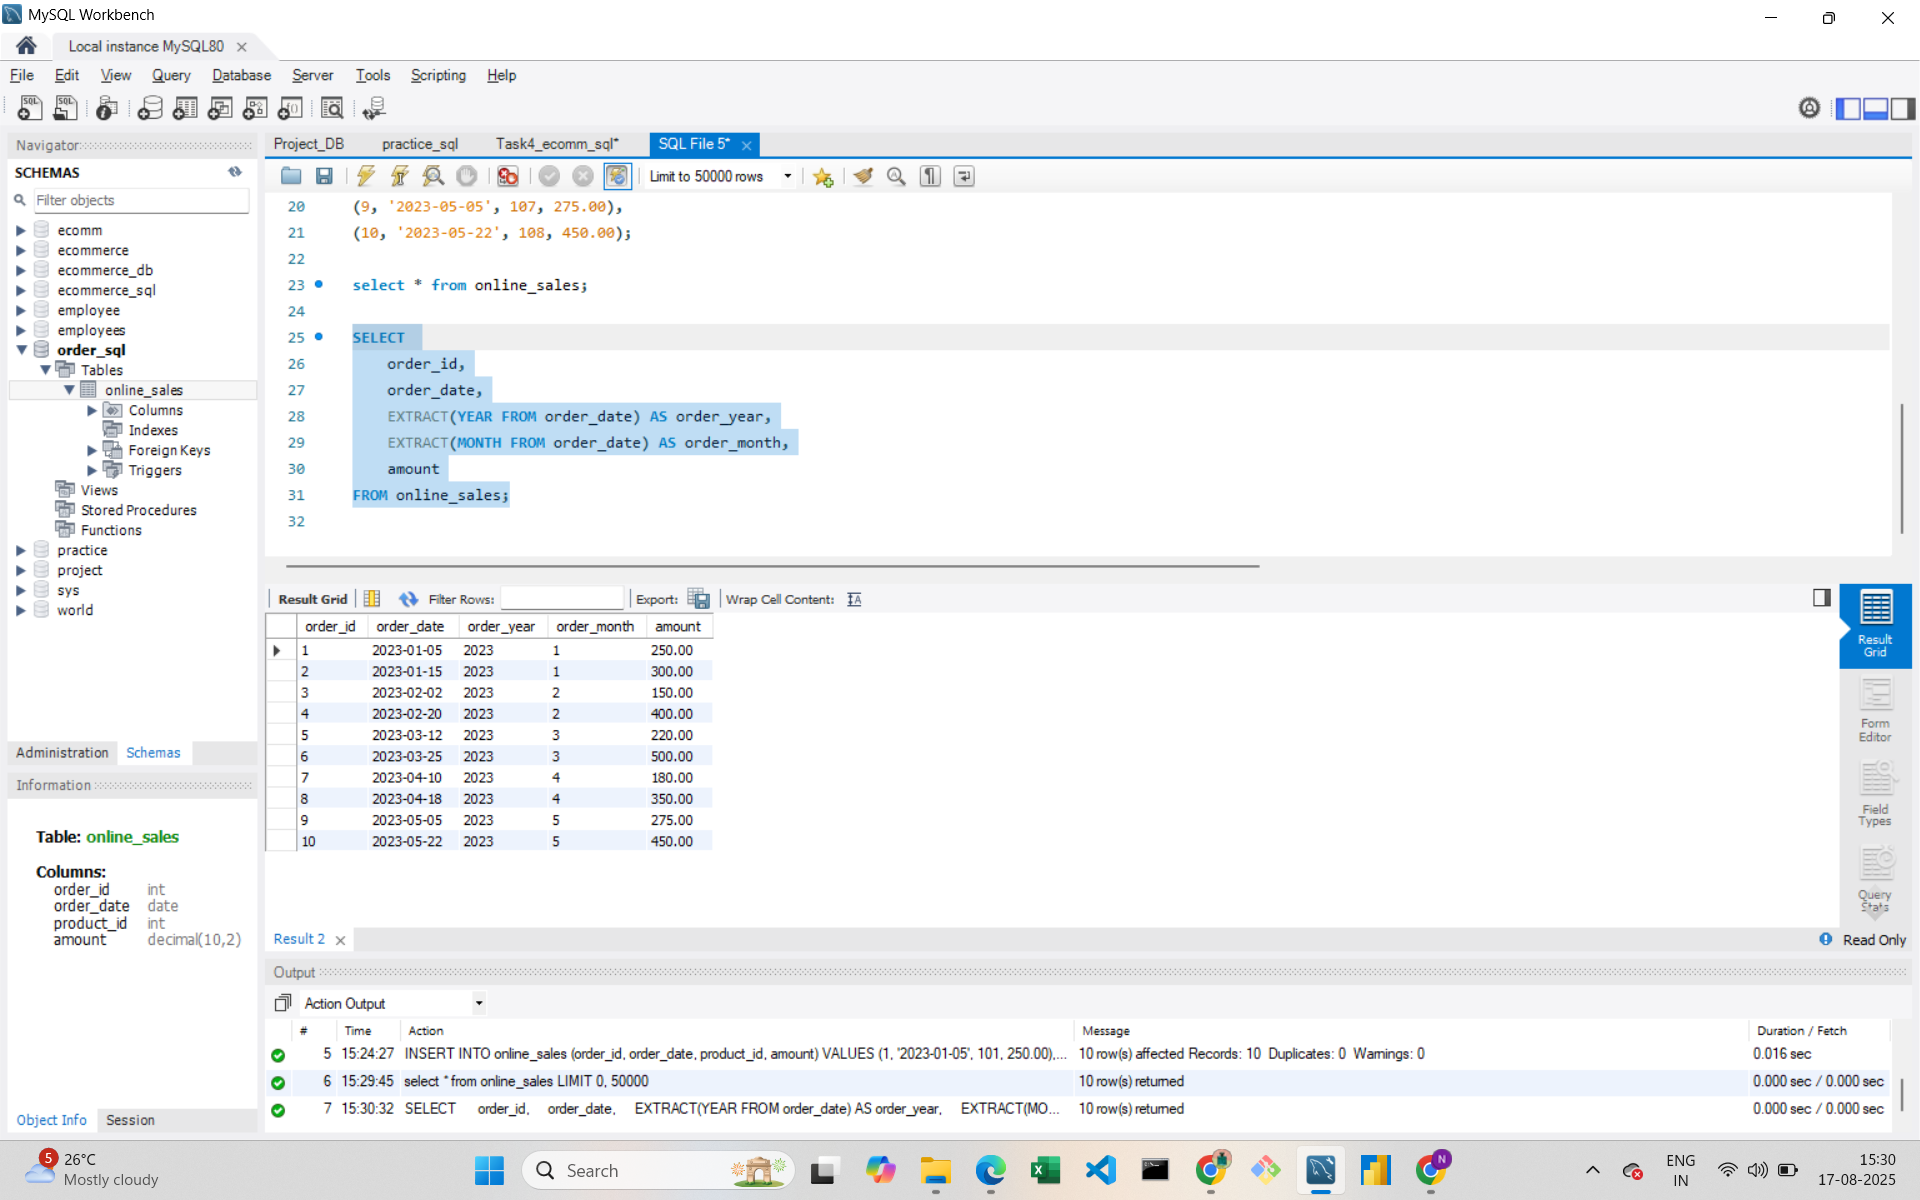 MySQL Workbench
Local instance MySQL80
File Edit View Query Database Server Tools Scripting Help
Navigator
SCHEMAS
Filter objects
ecomm
ecommerce
ecommerce_db
ecommerce_sql
employee
employees
order_sql
Tables
online_sales
Columns
Indexes
Foreign Keys
Triggers
Views
Stored Procedures
Functions
practice
project
sys
world
Administration Schemas
Information
Table: online_sales
Columns:
order_id int
order_date date
product_id int
amount decimal(10,2)
Object Info Session
Project_DB practice_sql Task4_ecomm_sql* SQL File 5*
Limit to 50000 rows
20 (9, '2023-05-05', 107, 275.00),
21 (10, '2023-05-22', 108, 450.00);
22
23 select * from online_sales;
24
25 SELECT
26 order_id,
27 order_date,
28 EXTRACT(YEAR FROM order_date) AS order_year,
29 EXTRACT(MONTH FROM order_date) AS order_month,
30 amount
31 FROM online_sales;
32
Result Grid Filter Rows: Export: Wrap Cell Content:
order_id order_date order_year order_month amount
1 2023-01-05 2023 1 250.00
2 2023-01-15 2023 1 300.00
3 2023-02-02 2023 2 150.00
4 2023-02-20 2023 2 400.00
5 2023-03-12 2023 3 220.00
6 2023-03-25 2023 3 500.00
7 2023-04-10 2023 4 180.00
8 2023-04-18 2023 4 350.00
9 2023-05-05 2023 5 275.00
10 2023-05-22 2023 5 450.00
Result
Grid
Form
Editor
Field
Types
Query
Stats
Result 2
Read Only
Output
Action Output
# Time Action Message Duration / Fetch
5 15:24:27 INSERT INTO online_sales (order_id, order_date, product_id, amount) VALUES (1, '2023-01-05', 101, 250.00),... 10 row(s) affected Records: 10 Duplicates: 0 Warnings: 0 0.016 sec
6 15:29:45 select * from online_sales LIMIT 0, 50000 10 row(s) returned 0.000 sec / 0.000 sec
7 15:30:32 SELECT order_id, order_date, EXTRACT(YEAR FROM order_date) AS order_year, EXTRACT(MO... 10 row(s) returned 0.000 sec / 0.000 sec
5
26°C
Mostly cloudy
Search
N
ENG
IN
15:30
17-08-2025